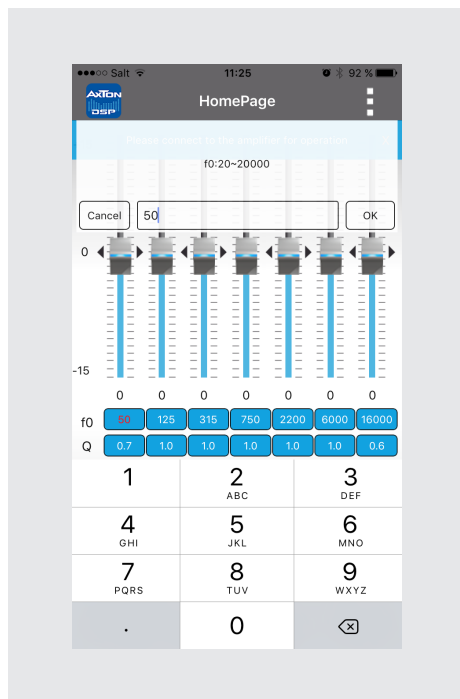 ●●●○○ Salt 11:25 92 %
AXTON
DSP
HomePage
Please connect to the amplifier for operation
f0:20~20000
Cancel 50 OK
0
-15
0 0 0 0 0 0 0
f0 50 125 315 750 2200 6000 16000
Q 0.7 1.0 1.0 1.0 1.0 1.0 0.6
1 2 3
ABC DEF
4 5 6
GHI JKL MNO
7 8 9
PQRS TUV WXYZ
. 0